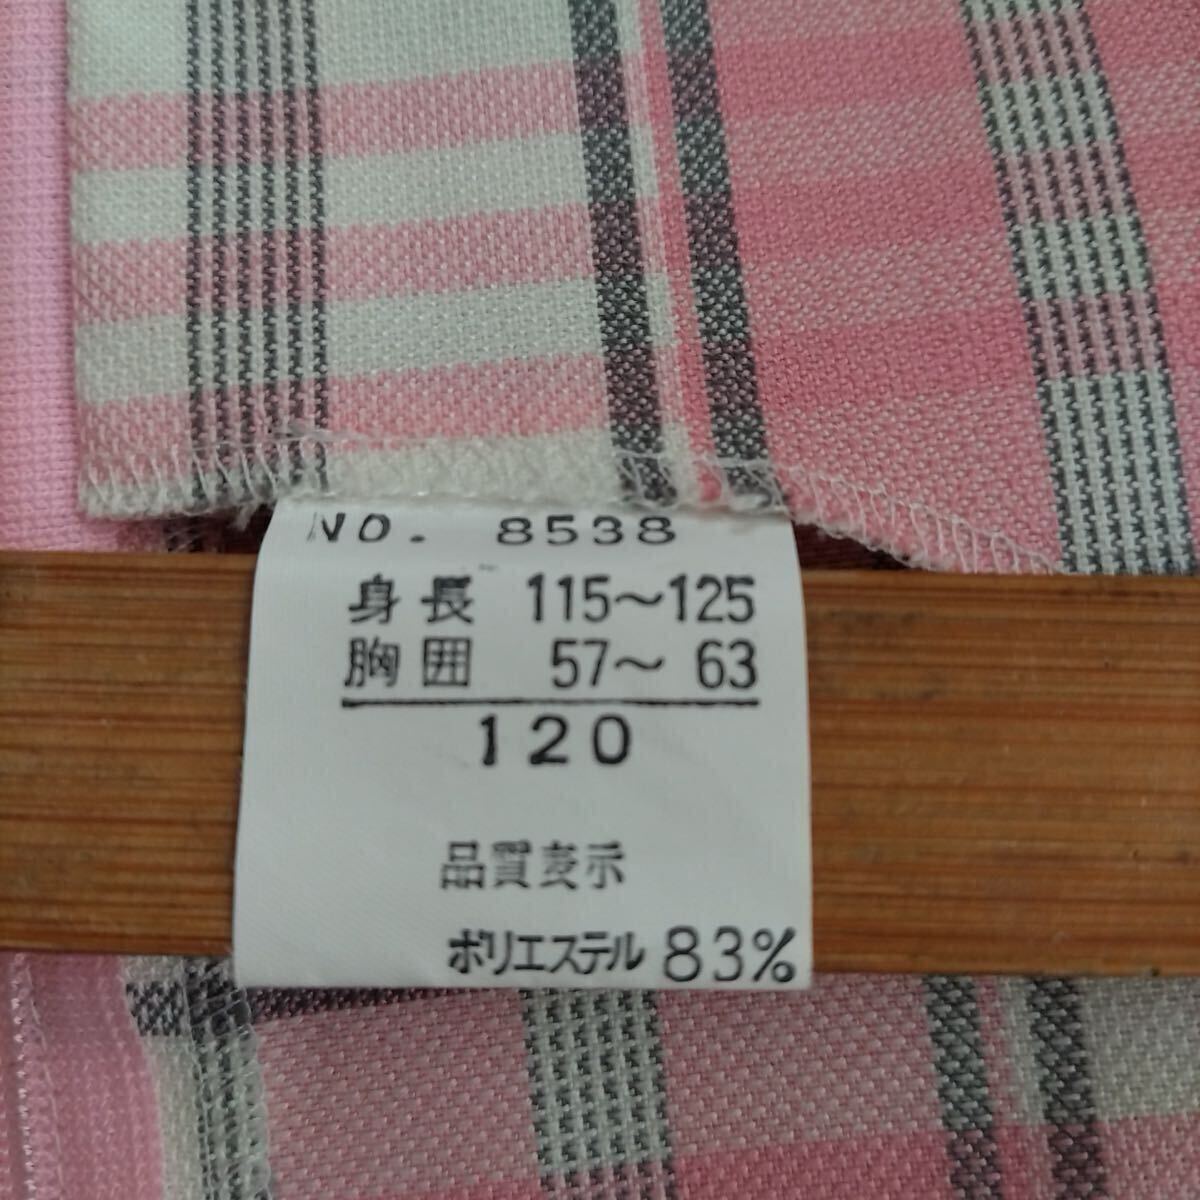 NO. 8538
身長 115～125
胸囲 57～ 63
120
品質表示
ポリエステル 83%